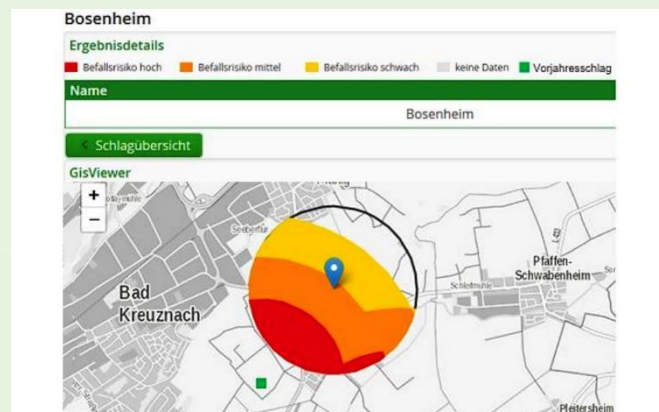 Bosenheim
Ergebnisdetails
Befallsrisiko hoch Befallsrisiko mittel Befallsrisiko schwach keine Daten Vorjahresschlag
Name
Bosenheim
< Schlagübersicht
GisViewer
+
−
Seeberflur
Bad
Kreuznach
Pfaffen-
Schwabenheim
Schleifmühle
Pleitersheim